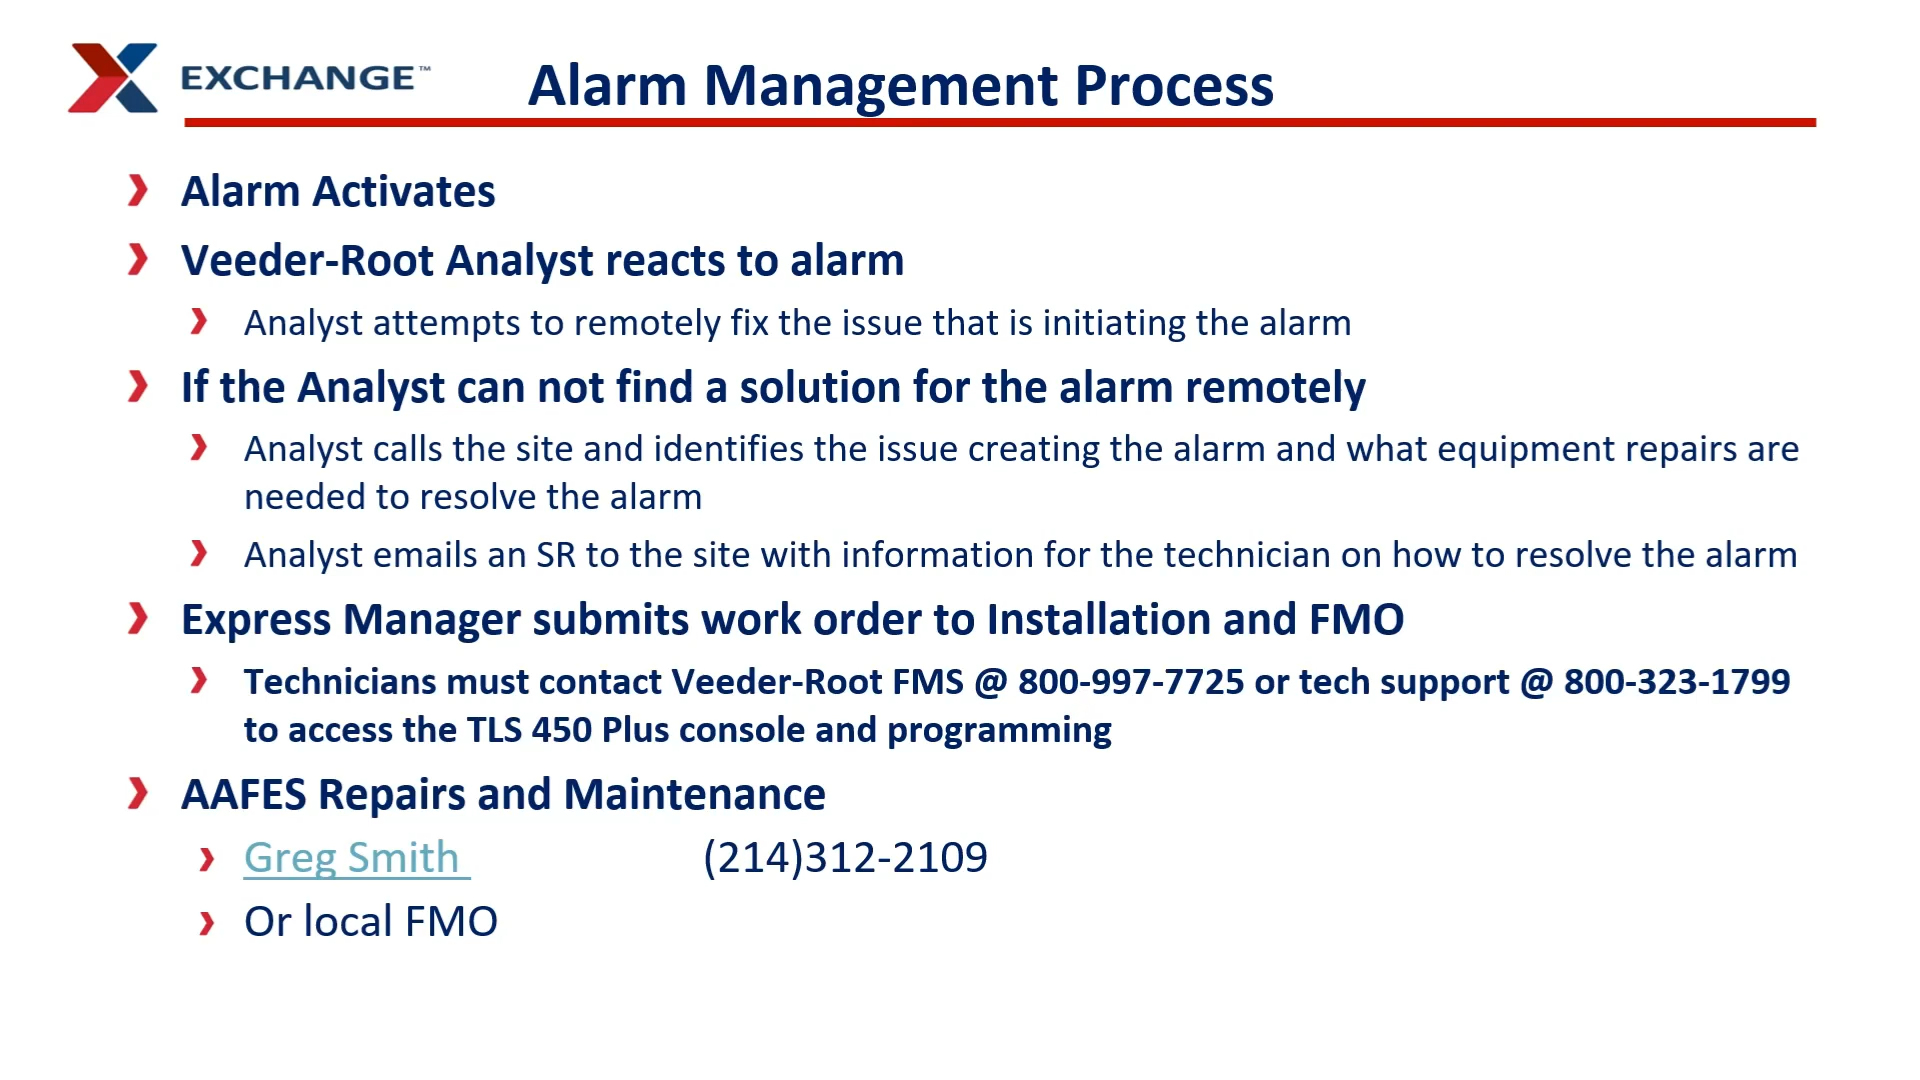 EXCHANGE™
Alarm Management Process
Alarm Activates
Veeder-Root Analyst reacts to alarm
Analyst attempts to remotely fix the issue that is initiating the alarm
If the Analyst can not find a solution for the alarm remotely
Analyst calls the site and identifies the issue creating the alarm and what equipment repairs are
needed to resolve the alarm
Analyst emails an SR to the site with information for the technician on how to resolve the alarm
Express Manager submits work order to Installation and FMO
Technicians must contact Veeder-Root FMS @ 800-997-7725 or tech support @ 800-323-1799
to access the TLS 450 Plus console and programming
AAFES Repairs and Maintenance
Greg Smith (214)312-2109
Or local FMO